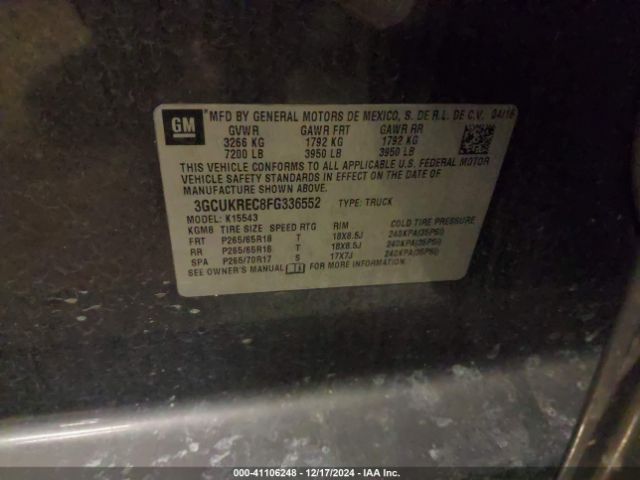 GM
*MFD BY GENERAL MOTORS DE MEXICO, S. DE R.L. DE C.V. 04/15
GVWR GAWR FRT GAWR RR
3266 KG 1792 KG 1792 KG
7200 LB 3950 LB 3950 LB
THIS VEHICLE CONFORMS TO ALL APPLICABLE U.S. FEDERAL MOTOR
VEHICLE SAFETY STANDARDS IN EFFECT ON THE DATE OF
MANUFACTURE SHOWN ABOVE.
3GCUKREC8FG336552 TYPE: TRUCK
MODEL: K15543
KGM8 TIRE SIZE SPEED RTG RIM COLD TIRE PRESSURE
FRT P265/65R18 T 18X8.5J 240KPA(35PSI)
RR P265/65R18 T 18X8.5J 240KPA(35PSI)
SPA P265/70R17 S 17X7J 240KPA(35PSI)
SEE OWNER'S MANUAL FOR MORE INFORMATION.
000-41106248 - 12/17/2024 - IAA Inc.